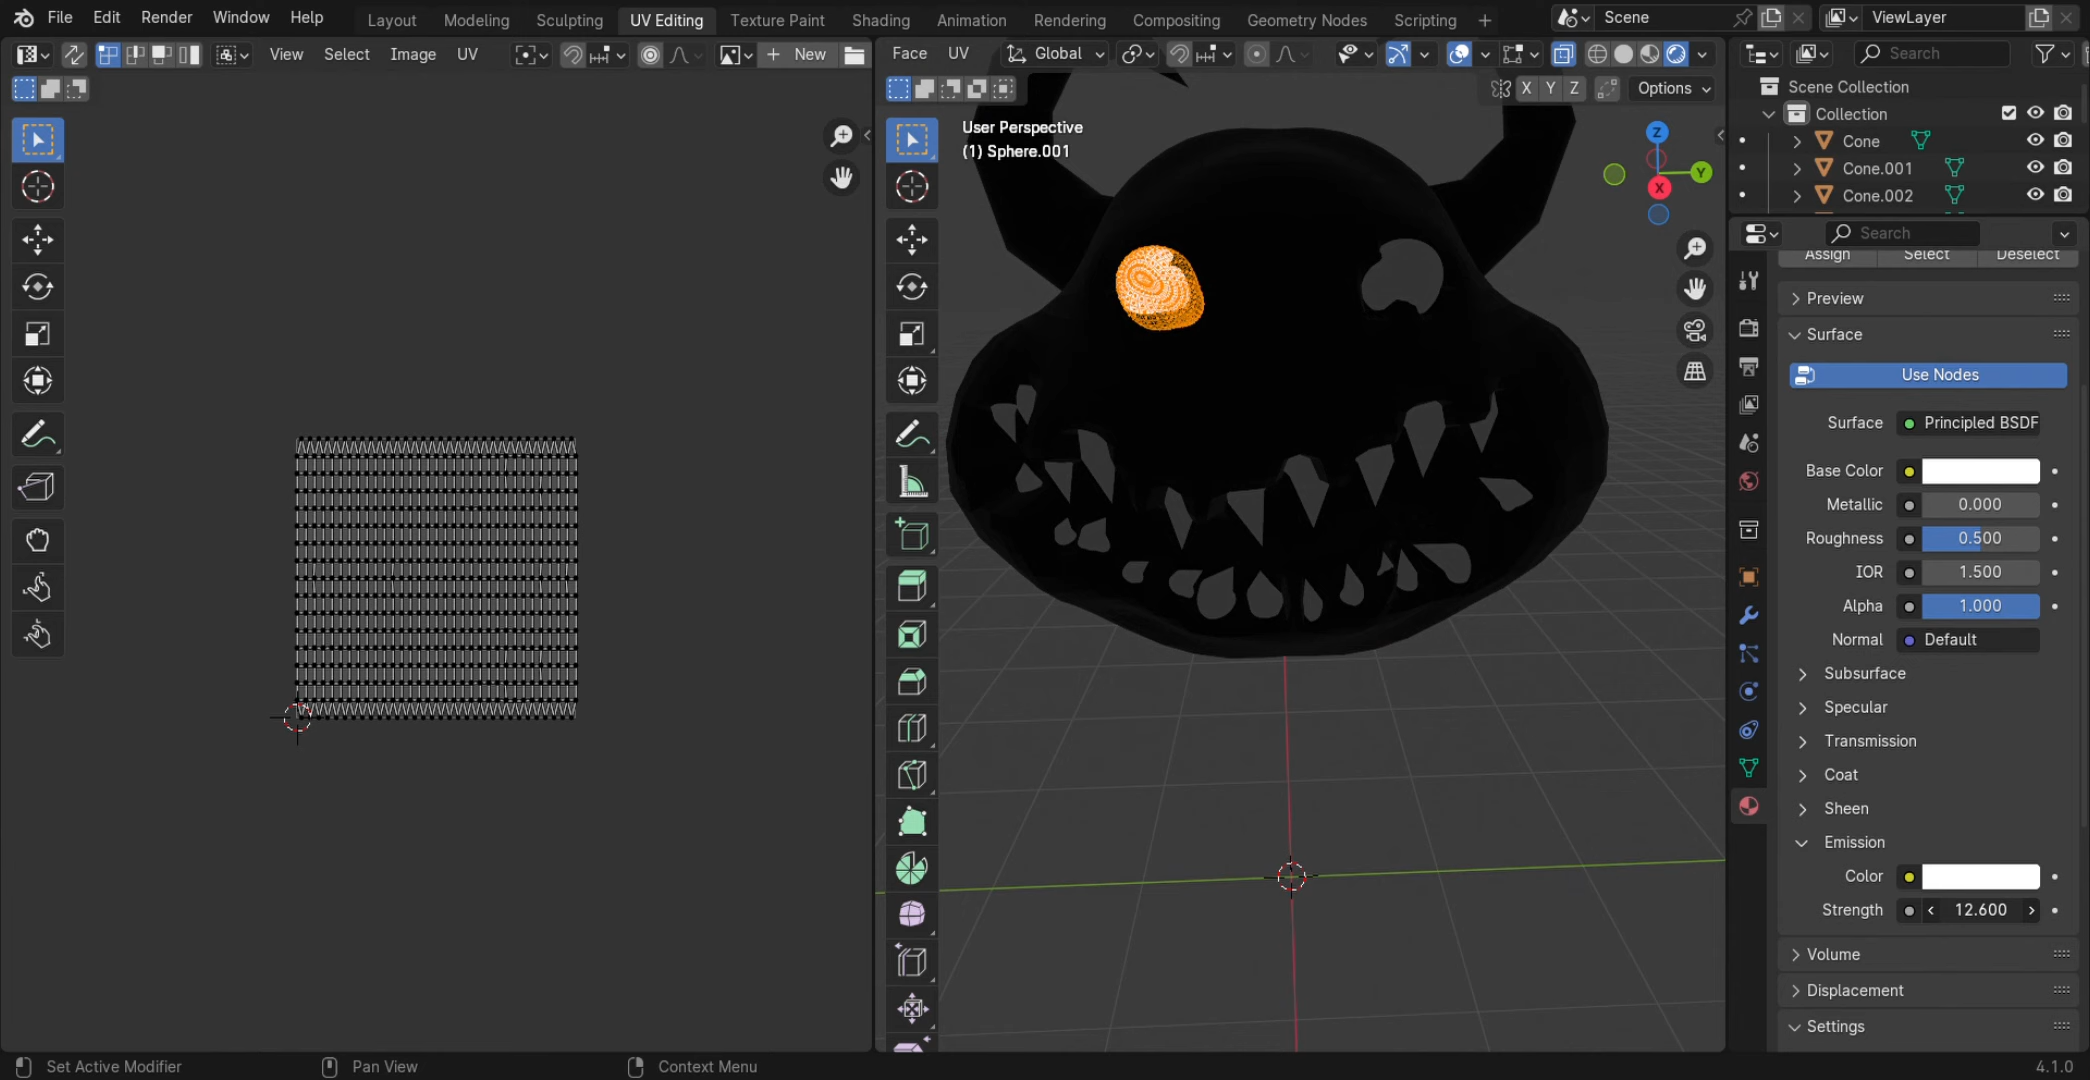 File Edit Render Window Help Layout Modeling Sculpting UV Editing Texture Paint Shading Animation Rendering Compositing Geometry Nodes Scripting + Scene ViewLayer
View Select Image UV New Face UV Global Search
X Y Z Options
User Perspective
(1) Sphere.001
Z
Y
X
Scene Collection
Collection
Cone
Cone.001
Cone.002
Search
Assign Select Deselect
Preview
Surface
Use Nodes
Surface Principled BSDF
Base Color
Metallic 0.000
Roughness 0.500
IOR 1.500
Alpha 1.000
Normal Default
Subsurface
Specular
Transmission
Coat
Sheen
Emission
Color
Strength 12.600
Volume
Displacement
Settings
Set Active Modifier Pan View Context Menu 4.1.0